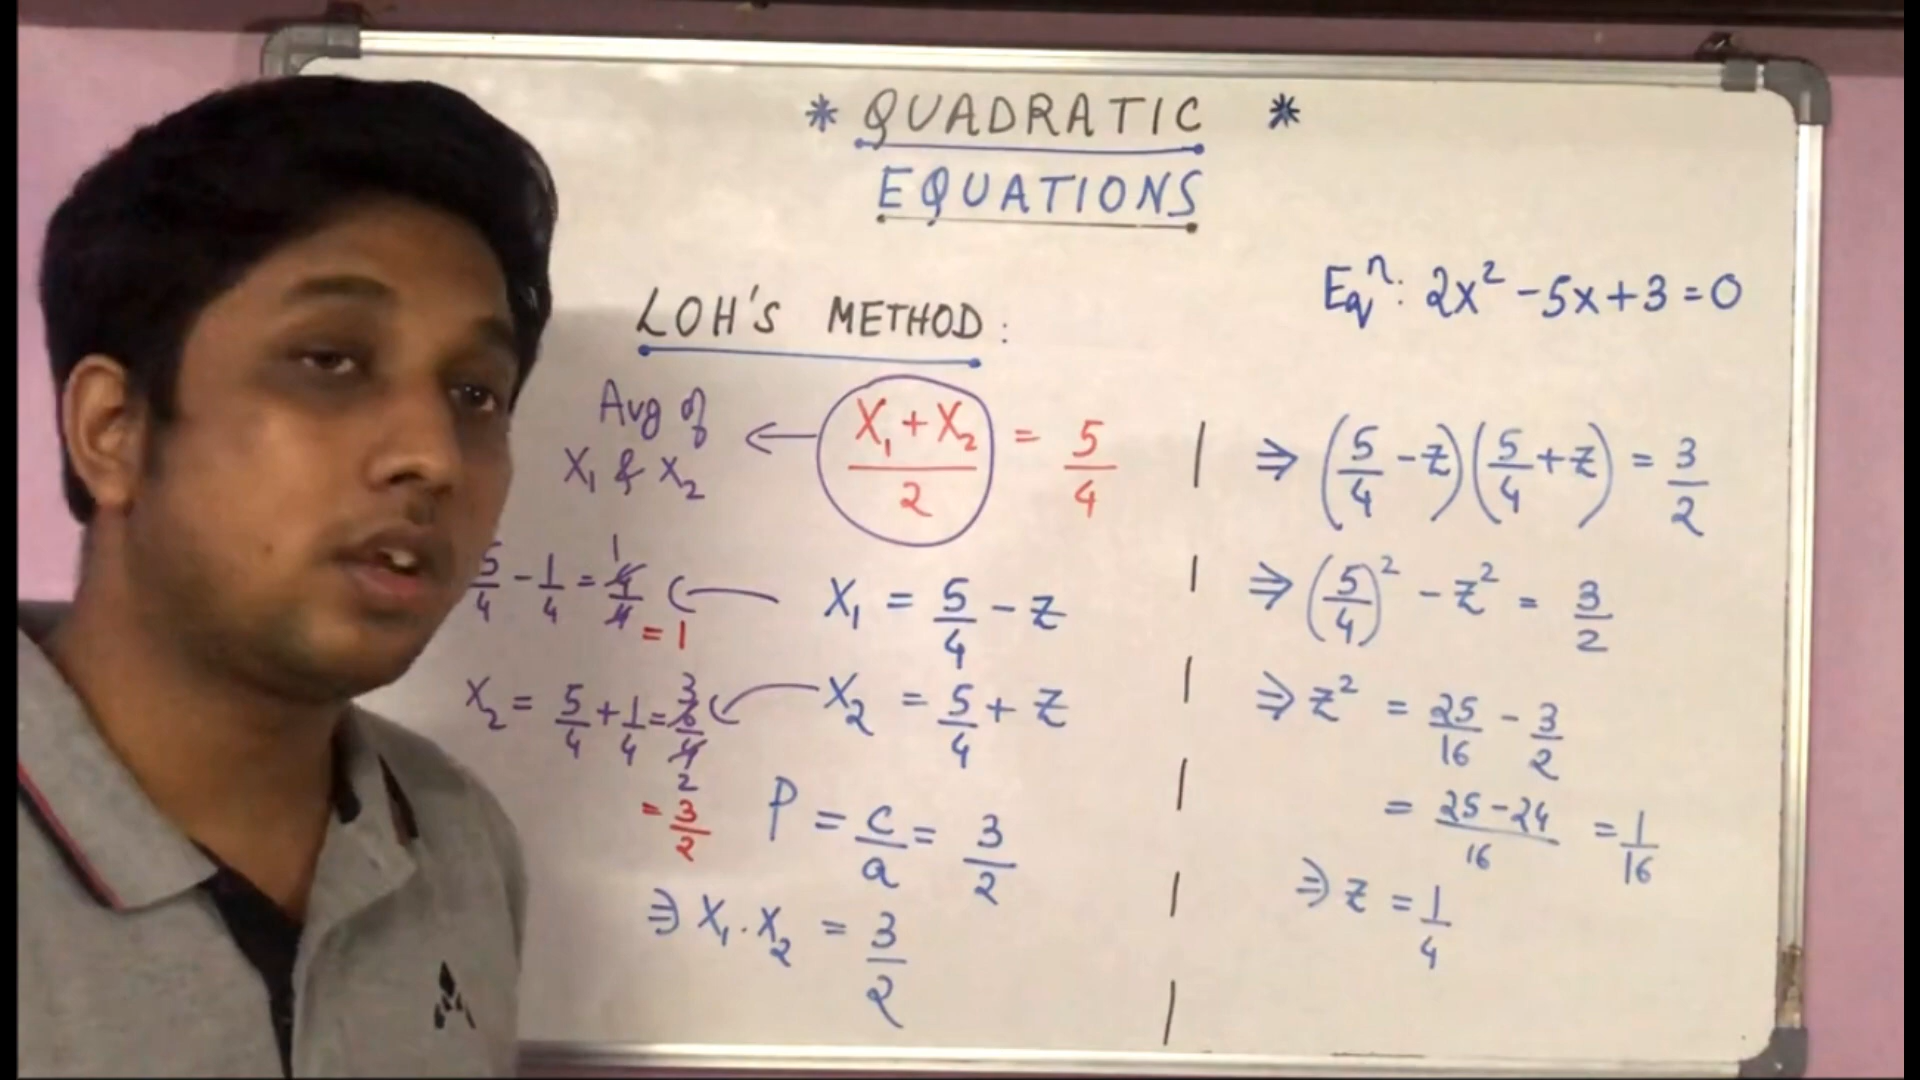 * QUADRATIC *
EQUATIONS
LOH'S METHOD:
Eqⁿ: 2x² - 5x + 3 = 0
Avg of X₁ & X₂ ← (X₁ + X₂)/2 = 5/4
X₁ = 5/4 - z
5/4 - 1/4 = 4/4 1
= 1
X₂ = 5/4 + z
X₂ = 5/4 + 1/4 = 6/4 3 2
= 3/2
P = c/a = 3/2
⇒ X₁ . X₂ = 3/2
⇒ (5/4 - z)(5/4 + z) = 3/2
⇒ (5/4)² - z² = 3/2
⇒ z² = 25/16 - 3/2
= 25-24/16 = 1/16
⇒ z = 1/4